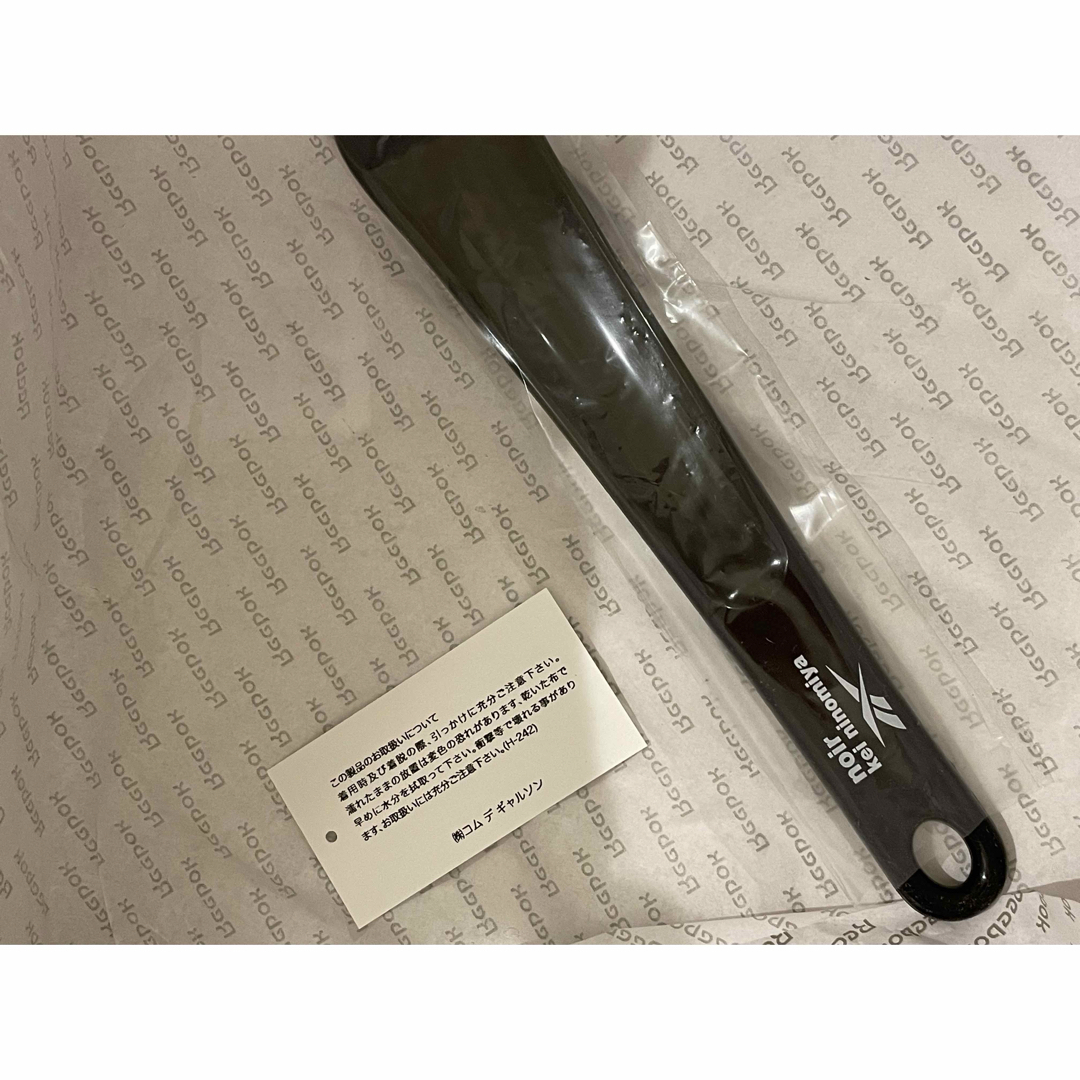 この製品のお取扱いについて
着用時及び着脱の際、引っかけに充分ご注意下さい。
濡れたままの放置は変色の恐れがあります、乾いた布で
早めに水分を拭取って下さい。衝撃等で壊れる事があり
ます、お取扱いには充分ご注意下さい。(H-242)
㈱コム デ ギャルソン
noir
kei ninomiya
Reebok